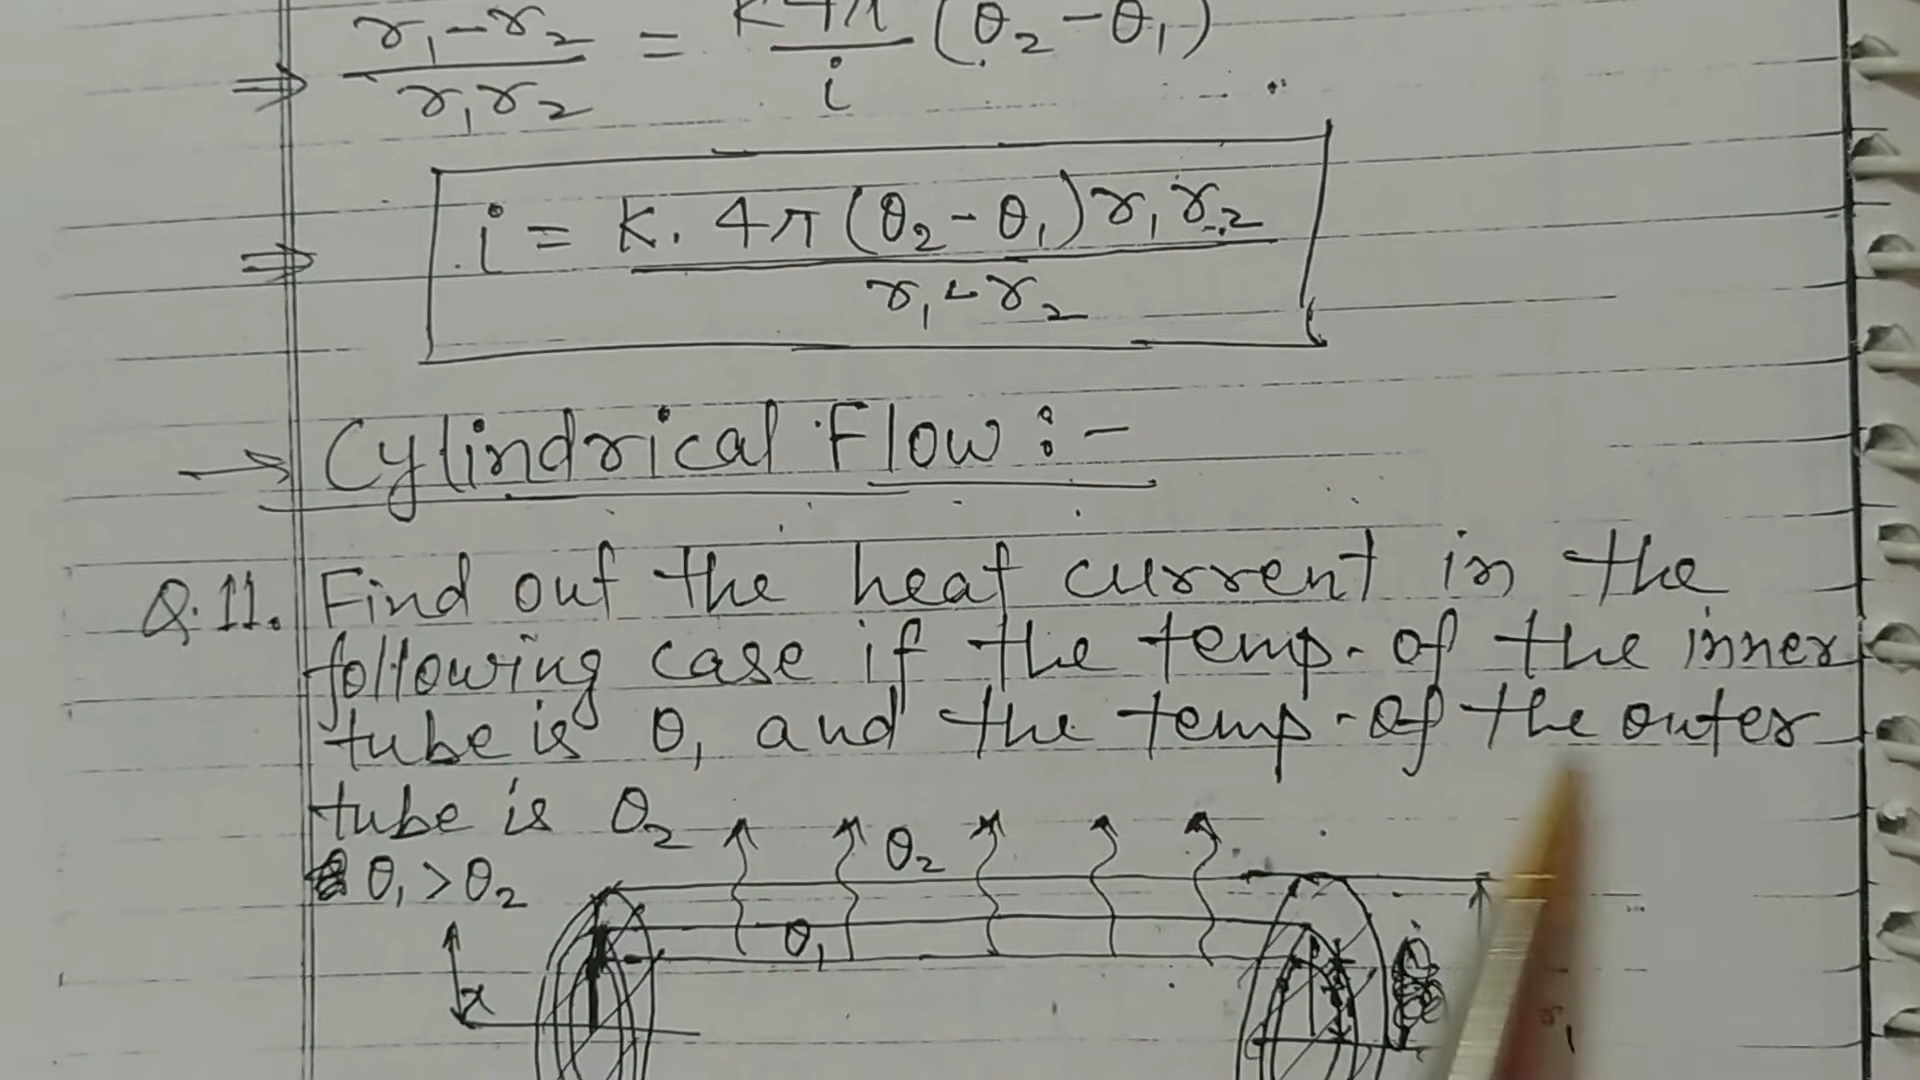 ⇒ r₁-r₂/r₁r₂ = K4π/i (θ₂-θ₁)
⇒ i = K. 4π(θ₂-θ₁)r₁r₂/r₁-r₂
→ Cylindrical Flow :-
Q.11. Find out the heat current in the
following case if the temp. of the inner
tube is θ₁ and the temp. of the outer
tube is θ₂
θ₁>θ₂
θ₂
θ₁
x
r₁